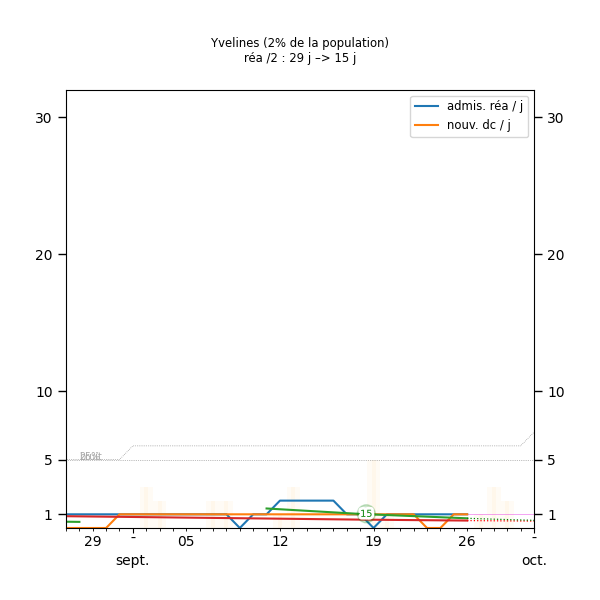 Yvelines (2% de la population)
réa /2 : 29 j –> 15 j
admis. réa / j
nouv. dc / j
30 30
20 20
10 10
5 5
25%
15
1 1
29 - 05 12 19 26 -
sept. oct.